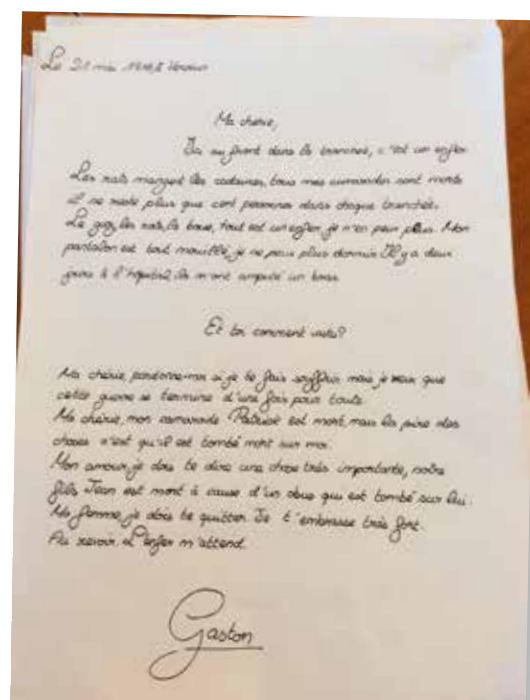 Le 21 mai 1916, à Verdun
Ma chérie,
Ici au front dans les tranchées, c'est un enfer
Les rats mangent les cadavres, tous mes camarades sont morts
il ne reste plus que cent personnes dans chaque tranchée.
Le gaz, les rats, la boue, tout est un enfer, je n'en peux plus. Mon
pantalon est tout mouillé, je ne peux plus dormir. Il y a deux
jours à l'hôpital, ils m'ont amputé un bras.
Et toi comment vas-tu?
Ma chérie, pardonne-moi si je te fais souffrir mais je veux que
cette guerre se termine d'une fois pour toute.
Ma chérie, mon camarade Patrick est mort, mais la pire des
choses c'est qu'il est tombé mort sur moi.
Mon amour, je dois te dire une chose très importante, notre
fils Jean est mort à cause d'un obus qui est tombé sur lui.
Ma femme, je dois te quitter. Je t'embrasse très fort.
Au revoir. L'enfer m'attend.
Gaston